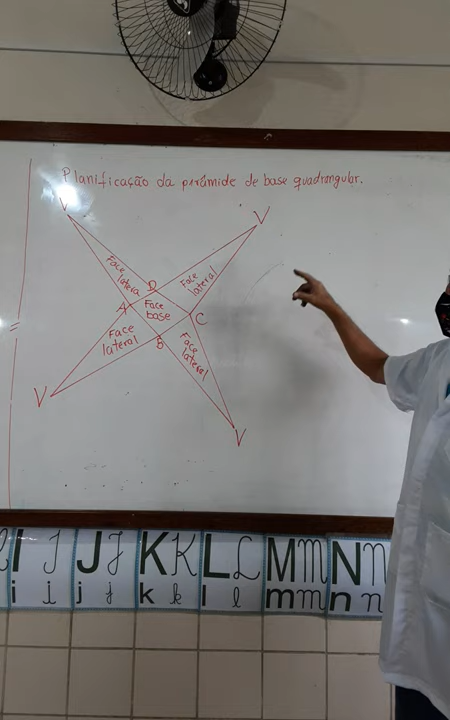 Planificação da pirâmide de base quadrangular.
V
V
Face
lateral
D
Face
lateral
A
Face
base
C
Face
lateral
B
Face
lateral
V
V
I I J J K K L L M M N n
i i j j k k l l m m n n